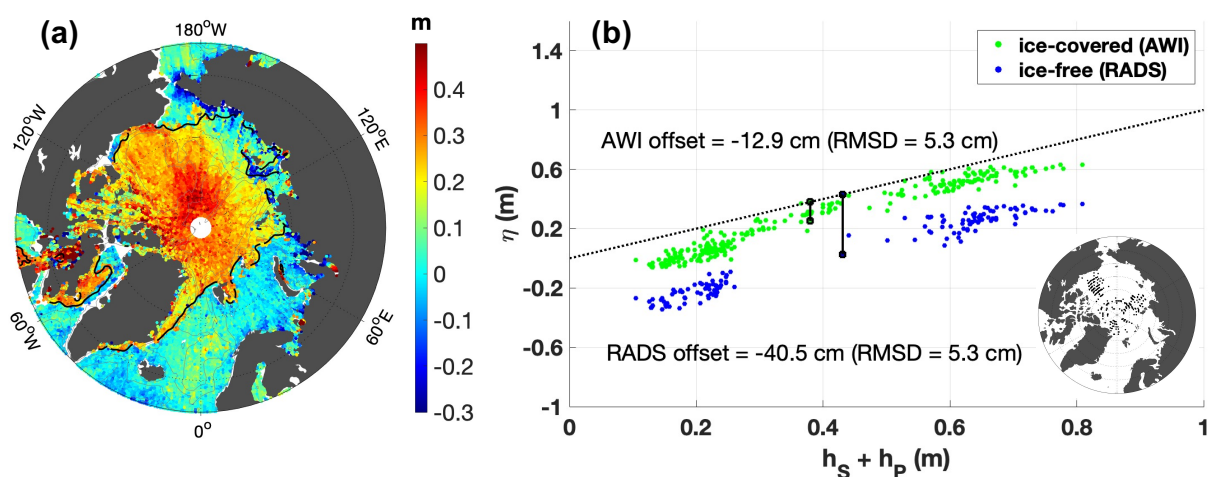 (a)
180°W
m
120°W
120°E
60°W
60°E
0°
0.4
0.3
0.2
0.1
0
-0.1
-0.2
-0.3
(b)
ice-covered (AWI)
ice-free (RADS)
AWI offset = -12.9 cm (RMSD = 5.3 cm)
RADS offset = -40.5 cm (RMSD = 5.3 cm)
η (m)
1.4
1
0.6
0.2
-0.2
-0.6
-1
0 0.2 0.4 0.6 0.8 1
hS + hP (m)